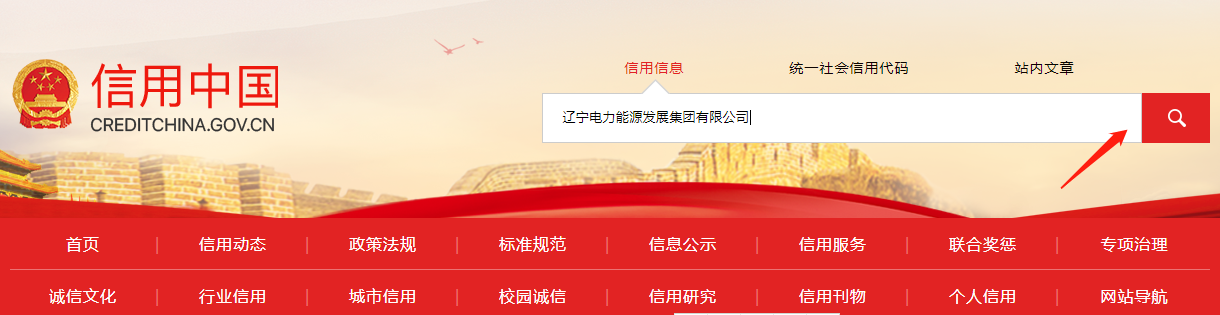 信用信息 统一社会信用代码 站内文章
信用中国
辽宁电力能源发展集团有限公司
CREDITCHINA.GOV.CN
首页 信用动态 政策法规 标准规范 信息公示 信用服务 联合奖惩 专项治理
诚信文化 行业信用 城市信用 校园诚信 信用研究 信用刊物 个人信用 网站导航